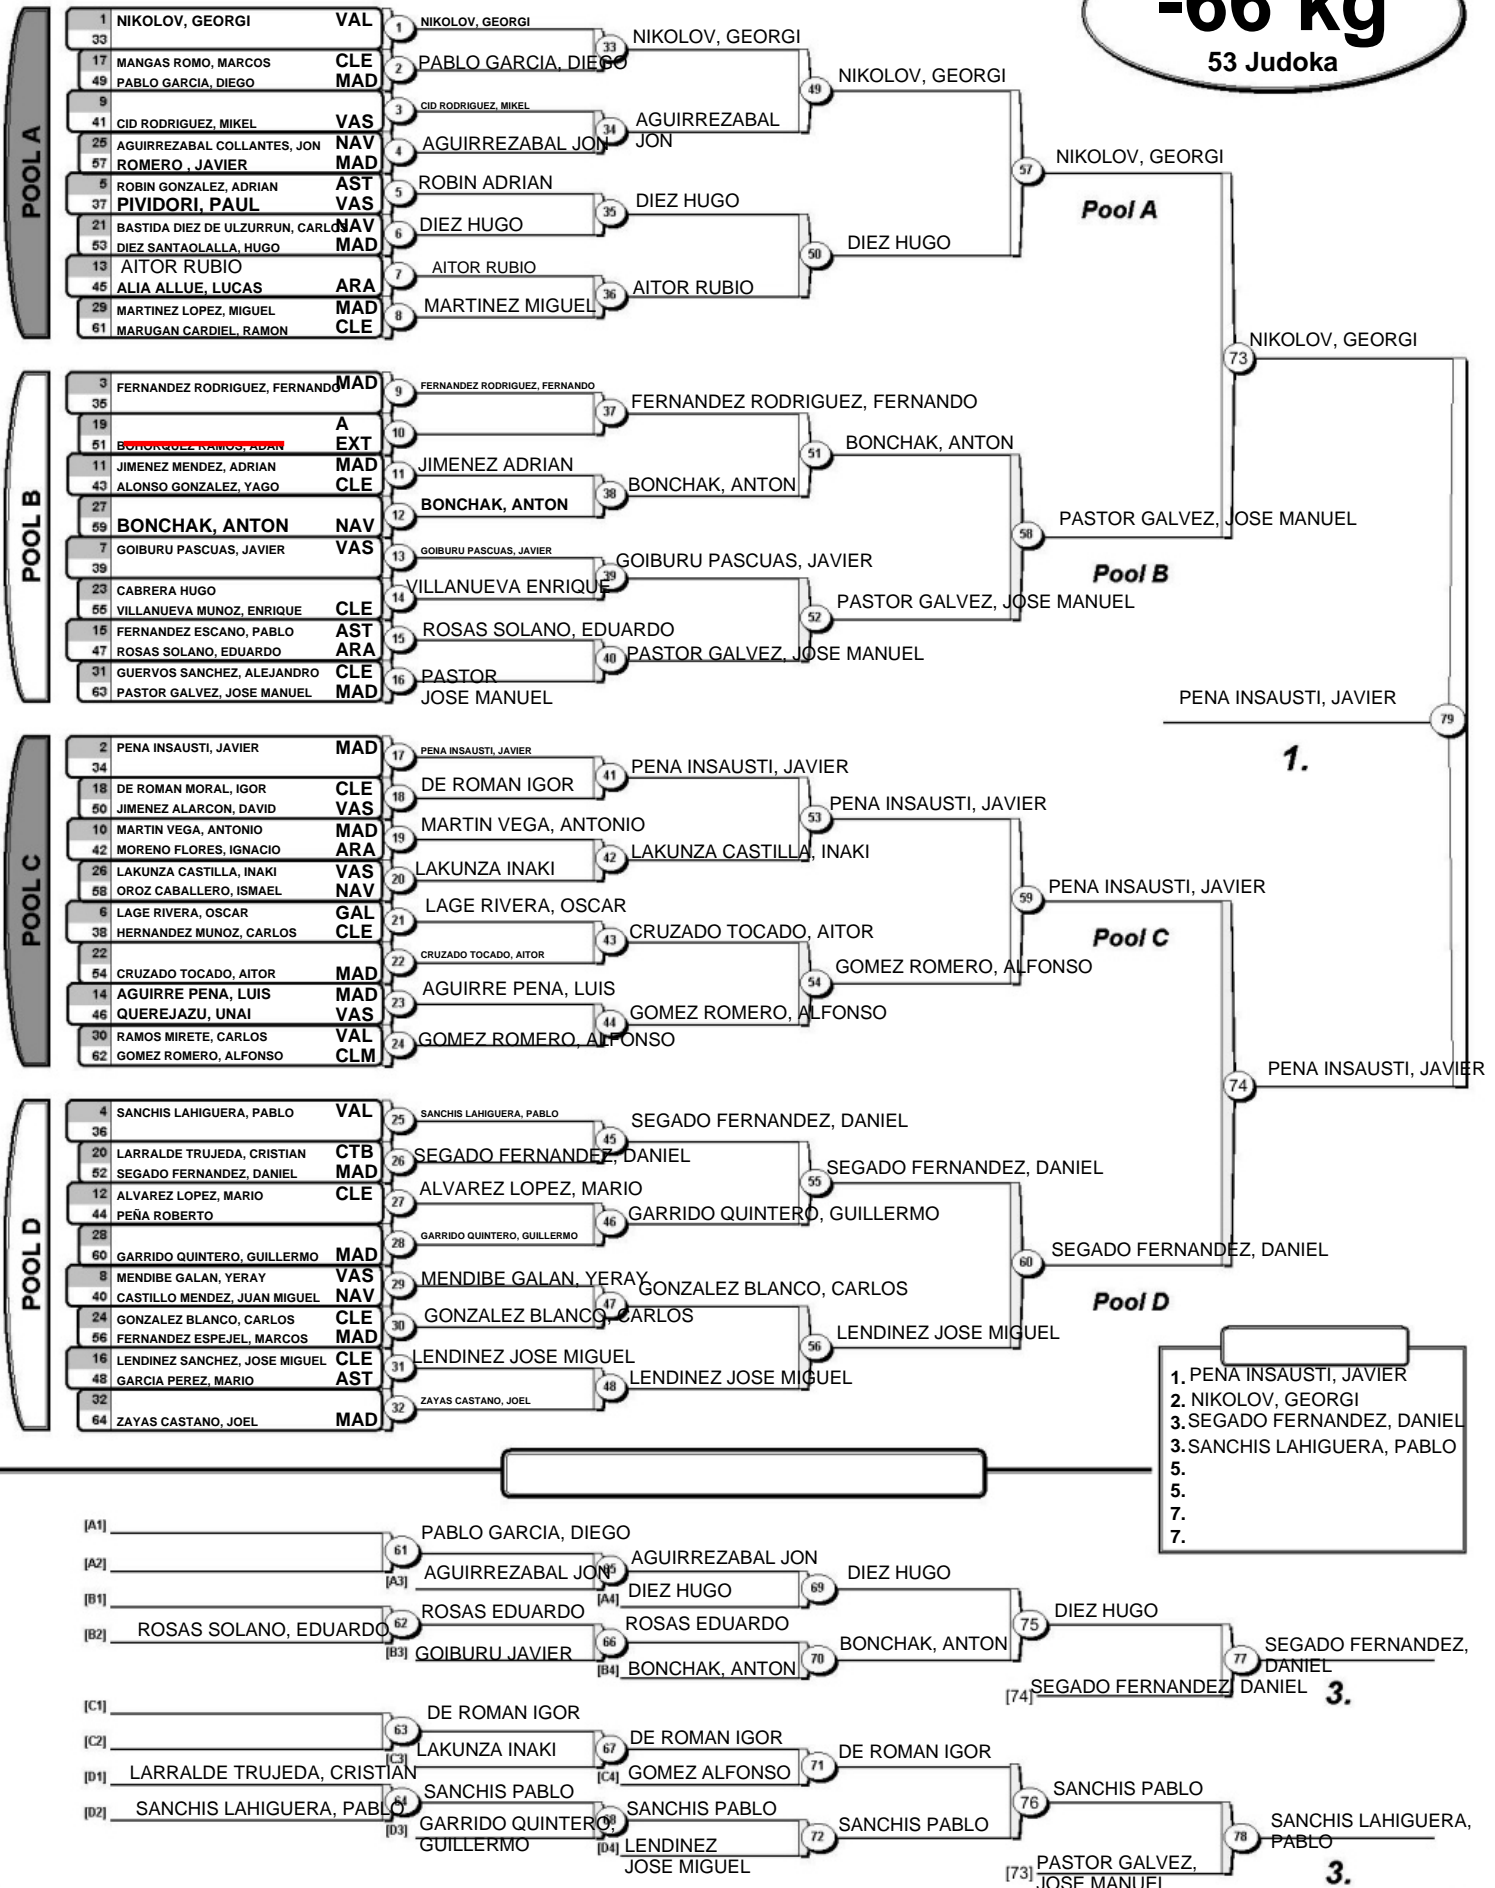 -66 kg
53 Judoka
POOL A
1 NIKOLOV, GEORGI VAL
33
17 MANGAS ROMO, MARCOS CLE
49 PABLO GARCIA, DIEGO MAD
9
41 CID RODRIGUEZ, MIKEL VAS
25 AGUIRREZABAL COLLANTES, JON NAV
57 ROMERO , JAVIER MAD
5 ROBIN GONZALEZ, ADRIAN AST
37 PIVIDORI, PAUL VAS
21 BASTIDA DIEZ DE ULZURRUN, CARLOS NAV
53 DIEZ SANTAOLALLA, HUGO MAD
13 AITOR RUBIO
45 ALIA ALLUE, LUCAS ARA
29 MARTINEZ LOPEZ, MIGUEL MAD
61 MARUGAN CARDIEL, RAMON CLE
1 NIKOLOV, GEORGI
2 PABLO GARCIA, DIEGO
3 CID RODRIGUEZ, MIKEL
4 AGUIRREZABAL JON
5 ROBIN ADRIAN
6 DIEZ HUGO
7 AITOR RUBIO
8 MARTINEZ MIGUEL
33 NIKOLOV, GEORGI
34 AGUIRREZABAL
JON
35 DIEZ HUGO
36 AITOR RUBIO
49 NIKOLOV, GEORGI
50 DIEZ HUGO
57 NIKOLOV, GEORGI
Pool A
73 NIKOLOV, GEORGI
POOL B
3 FERNANDEZ RODRIGUEZ, FERNANDO MAD
35
19 A
51 BOHORQUEZ RAMOS, ADAN EXT
11 JIMENEZ MENDEZ, ADRIAN MAD
43 ALONSO GONZALEZ, YAGO CLE
27
59 BONCHAK, ANTON NAV
7 GOIBURU PASCUAS, JAVIER VAS
39
23 CABRERA HUGO
55 VILLANUEVA MUNOZ, ENRIQUE CLE
15 FERNANDEZ ESCANO, PABLO AST
47 ROSAS SOLANO, EDUARDO ARA
31 GUERVOS SANCHEZ, ALEJANDRO CLE
63 PASTOR GALVEZ, JOSE MANUEL MAD
9 FERNANDEZ RODRIGUEZ, FERNANDO
10
11 JIMENEZ ADRIAN
12 BONCHAK, ANTON
13 GOIBURU PASCUAS, JAVIER
14 VILLANUEVA ENRIQUE
15 ROSAS SOLANO, EDUARDO
16 PASTOR
JOSE MANUEL
37 FERNANDEZ RODRIGUEZ, FERNANDO
38 BONCHAK, ANTON
39 GOIBURU PASCUAS, JAVIER
40 PASTOR GALVEZ, JOSE MANUEL
51 BONCHAK, ANTON
52 PASTOR GALVEZ, JOSE MANUEL
58 PASTOR GALVEZ, JOSE MANUEL
Pool B
PENA INSAUSTI, JAVIER 79
1.
POOL C
2 PENA INSAUSTI, JAVIER MAD
34
18 DE ROMAN MORAL, IGOR CLE
50 JIMENEZ ALARCON, DAVID VAS
10 MARTIN VEGA, ANTONIO MAD
42 MORENO FLORES, IGNACIO ARA
26 LAKUNZA CASTILLA, INAKI VAS
58 OROZ CABALLERO, ISMAEL NAV
6 LAGE RIVERA, OSCAR GAL
38 HERNANDEZ MUNOZ, CARLOS CLE
22
54 CRUZADO TOCADO, AITOR MAD
14 AGUIRRE PENA, LUIS MAD
46 QUEREJAZU, UNAI VAS
30 RAMOS MIRETE, CARLOS VAL
62 GOMEZ ROMERO, ALFONSO CLM
17 PENA INSAUSTI, JAVIER
18 DE ROMAN IGOR
19 MARTIN VEGA, ANTONIO
20 LAKUNZA INAKI
21 LAGE RIVERA, OSCAR
22 CRUZADO TOCADO, AITOR
23 AGUIRRE PENA, LUIS
24 GOMEZ ROMERO, ALFONSO
41 PENA INSAUSTI, JAVIER
42 LAKUNZA CASTILLA, INAKI
43 CRUZADO TOCADO, AITOR
44 GOMEZ ROMERO, ALFONSO
53 PENA INSAUSTI, JAVIER
54 GOMEZ ROMERO, ALFONSO
59 PENA INSAUSTI, JAVIER
Pool C
74 PENA INSAUSTI, JAVIER
POOL D
4 SANCHIS LAHIGUERA, PABLO VAL
36
20 LARRALDE TRUJEDA, CRISTIAN CTB
52 SEGADO FERNANDEZ, DANIEL MAD
12 ALVAREZ LOPEZ, MARIO CLE
44 PEÑA ROBERTO
28
60 GARRIDO QUINTERO, GUILLERMO MAD
8 MENDIBE GALAN, YERAY VAS
40 CASTILLO MENDEZ, JUAN MIGUEL NAV
24 GONZALEZ BLANCO, CARLOS CLE
56 FERNANDEZ ESPEJEL, MARCOS MAD
16 LENDINEZ SANCHEZ, JOSE MIGUEL CLE
48 GARCIA PEREZ, MARIO AST
32
64 ZAYAS CASTANO, JOEL MAD
25 SANCHIS LAHIGUERA, PABLO
26 SEGADO FERNANDEZ, DANIEL
27 ALVAREZ LOPEZ, MARIO
28 GARRIDO QUINTERO, GUILLERMO
29 MENDIBE GALAN, YERAY
30 GONZALEZ BLANCO, CARLOS
31 LENDINEZ JOSE MIGUEL
32 ZAYAS CASTANO, JOEL
45 SEGADO FERNANDEZ, DANIEL
46 GARRIDO QUINTERO, GUILLERMO
47 GONZALEZ BLANCO, CARLOS
48 LENDINEZ JOSE MIGUEL
55 SEGADO FERNANDEZ, DANIEL
56 LENDINEZ JOSE MIGUEL
60 SEGADO FERNANDEZ, DANIEL
Pool D
1. PENA INSAUSTI, JAVIER
2. NIKOLOV, GEORGI
3. SEGADO FERNANDEZ, DANIEL
3. SANCHIS LAHIGUERA, PABLO
5.
5.
7.
7.
[A1]
[A2]
[B1]
[B2] ROSAS SOLANO, EDUARDO
61 PABLO GARCIA, DIEGO
[A3] AGUIRREZABAL JON
62 ROSAS EDUARDO
[B3] GOIBURU JAVIER
65 AGUIRREZABAL JON
[A4] DIEZ HUGO
66 ROSAS EDUARDO
[B4] BONCHAK, ANTON
69 DIEZ HUGO
70 BONCHAK, ANTON
75 DIEZ HUGO
[74] SEGADO FERNANDEZ, DANIEL
77 SEGADO FERNANDEZ,
DANIEL
3.
[C1]
[C2]
[D1] LARRALDE TRUJEDA, CRISTIAN
[D2] SANCHIS LAHIGUERA, PABLO
63 DE ROMAN IGOR
[C3] LAKUNZA INAKI
64 SANCHIS PABLO
[D3] GARRIDO QUINTERO,
GUILLERMO
67 DE ROMAN IGOR
[C4] GOMEZ ALFONSO
68 SANCHIS PABLO
[D4] LENDINEZ
JOSE MIGUEL
71 DE ROMAN IGOR
72 SANCHIS PABLO
76 SANCHIS PABLO
[73] PASTOR GALVEZ,
JOSE MANUEL
78 SANCHIS LAHIGUERA,
PABLO
3.